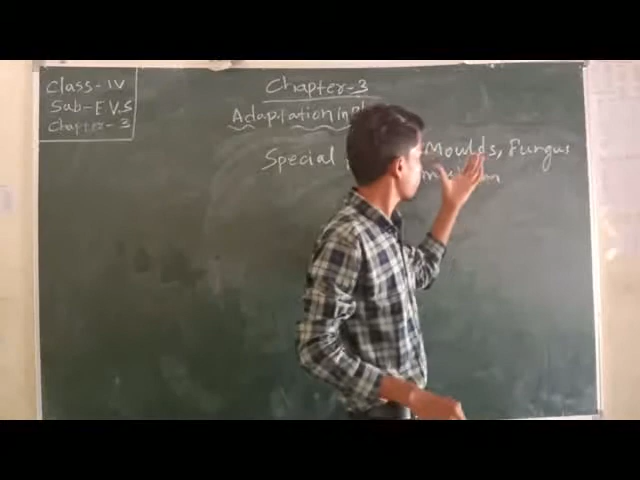 Class-IV
Sub-E.V.S
Chapter-3
Chapter-3
Adaptation In
Special Moulds, Fungus